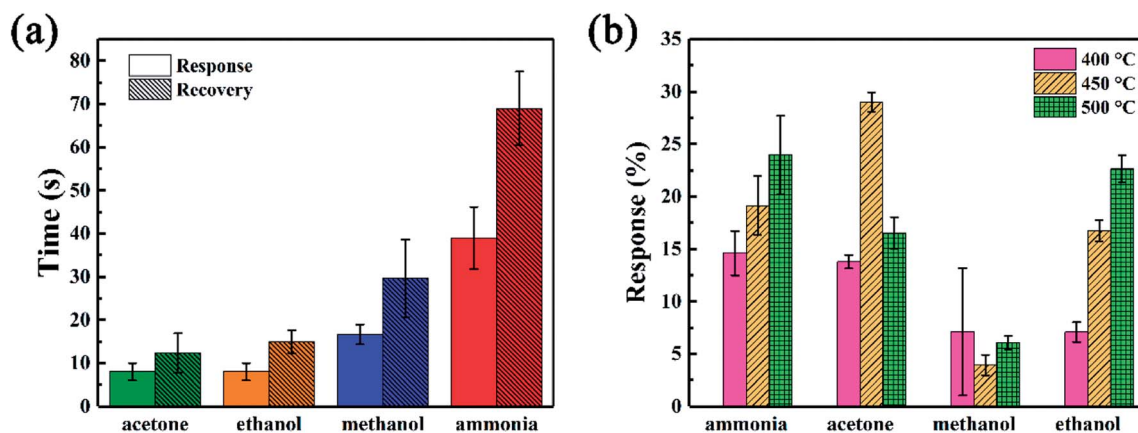 (a)
Time (s)
80
70
60
50
40
30
20
10
0
Response
Recovery
acetone ethanol methanol ammonia
(b)
Response (%)
35
30
25
20
15
10
5
0
400 °C
450 °C
500 °C
ammonia acetone methanol ethanol